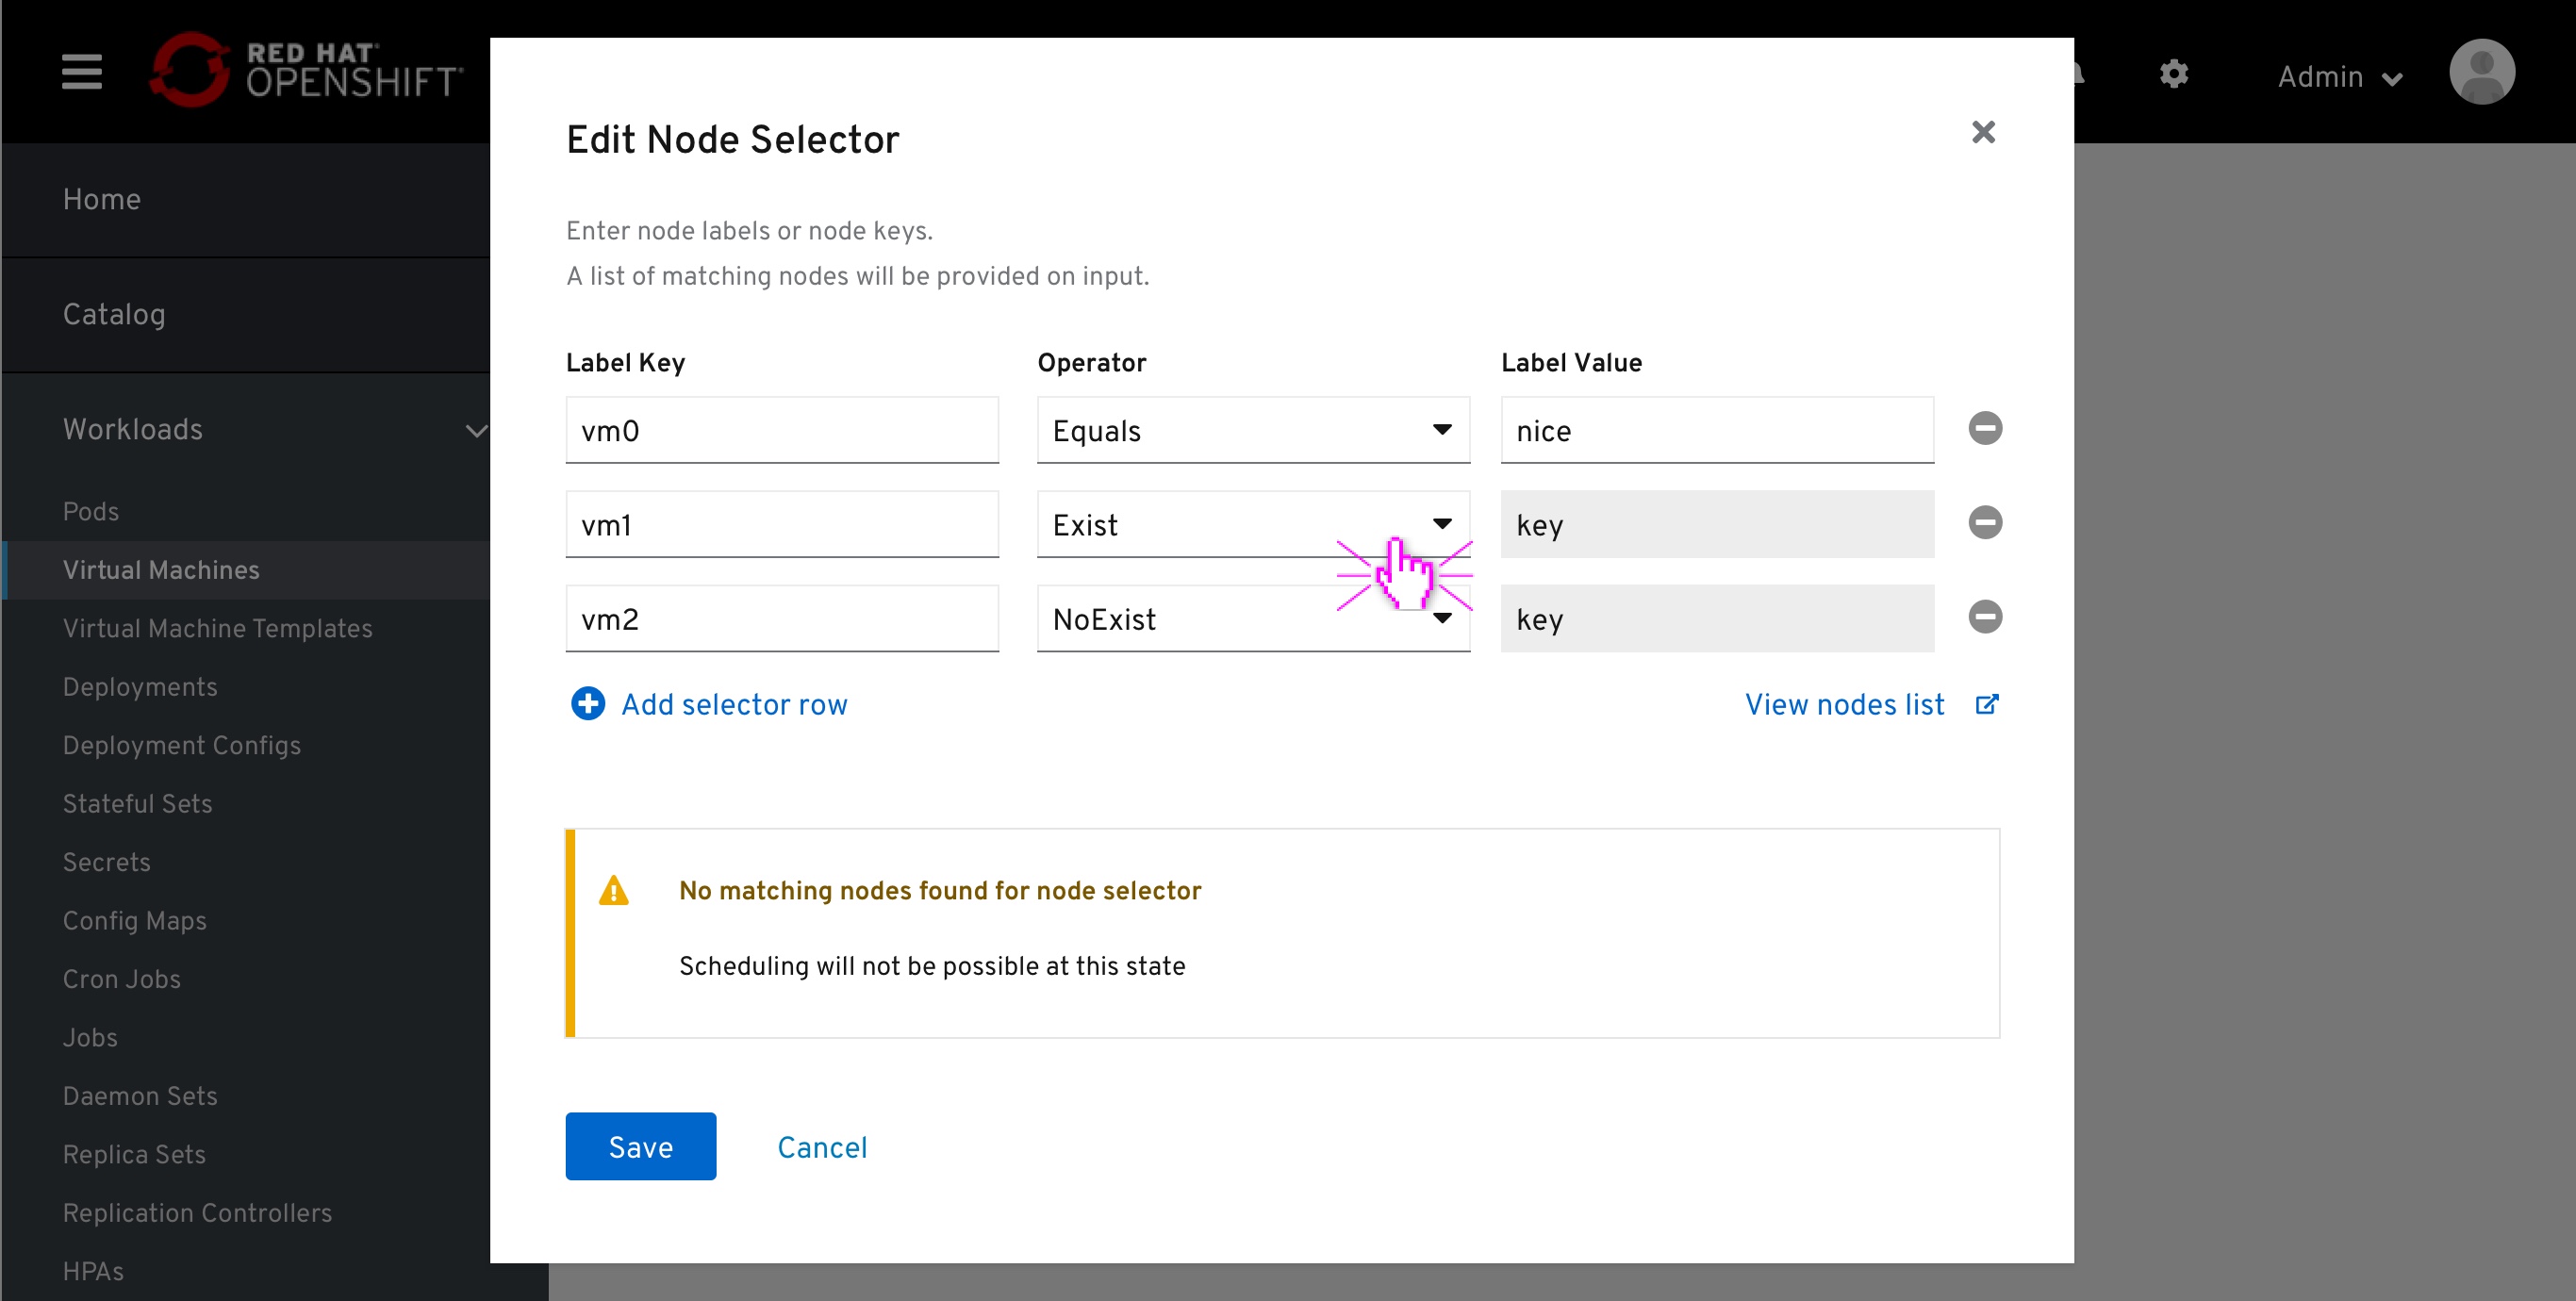 RED HAT
OPENSHIFT
Admin
Home
Catalog
Workloads
Pods
Virtual Machines
Virtual Machine Templates
Deployments
Deployment Configs
Stateful Sets
Secrets
Config Maps
Cron Jobs
Jobs
Daemon Sets
Replica Sets
Replication Controllers
HPAs
Edit Node Selector
Enter node labels or node keys.
A list of matching nodes will be provided on input.
Label Key Operator Label Value
vm0 Equals nice
vm1 Exist key
vm2 NoExist key
Add selector row View nodes list
No matching nodes found for node selector
Scheduling will not be possible at this state
Save Cancel